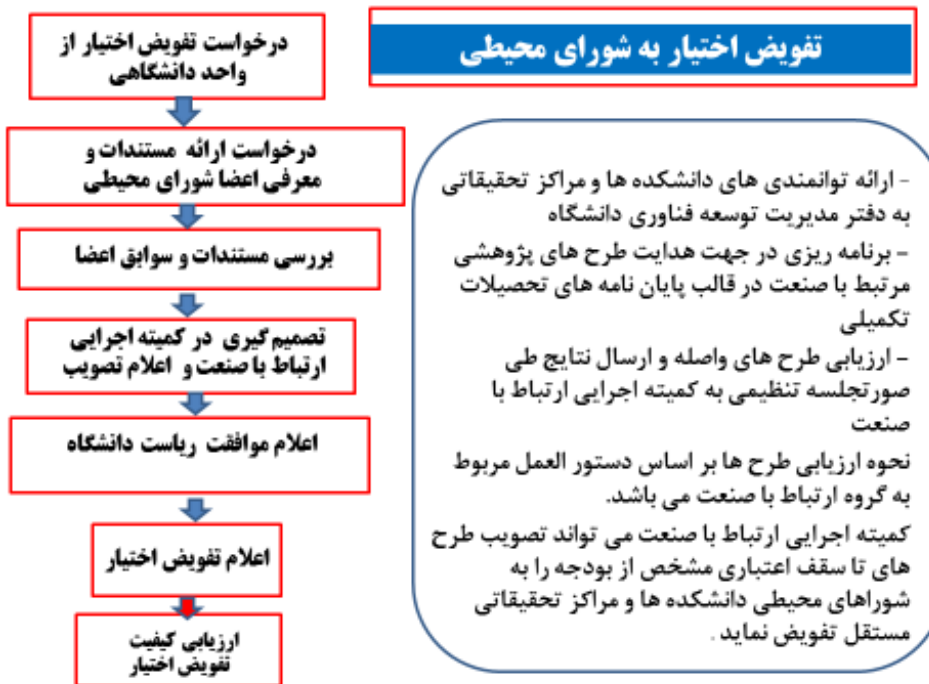 تفویض اختیار به شورای محیطی
درخواست تفویض اختیار از
واحد دانشگاهی
درخواست ارائه مستندات و
معرفی اعضا شورای محیطی
بررسی مستندات و سوابق اعضا
تصمیم گیری در کمیته اجرایی
ارتباط با صنعت و اعلام تصویب
اعلام موافقت ریاست دانشگاه
اعلام تفویض اختیار
ارزیابی کیفیت
تفویض اختیار
- ارائه توانمندی های دانشکده ها و مراکز تحقیقاتی
به دفتر مدیریت توسعه فناوری دانشگاه
- برنامه ریزی در جهت هدایت طرح های پژوهشی
مرتبط با صنعت در قالب پایان نامه های تحصیلات
تکمیلی
- ارزیابی طرح های واصله و ارسال نتایج طی
صورتجلسه تنظیمی به کمیته اجرایی ارتباط با
صنعت
نحوه ارزیابی طرح ها بر اساس دستور العمل مربوط
به گروه ارتباط با صنعت می باشد.
کمیته اجرایی ارتباط با صنعت می تواند تصویب طرح
های تا سقف اعتباری مشخص از بودجه را به
شوراهای محیطی دانشکده ها و مراکز تحقیقاتی
مستقل تفویض نماید .